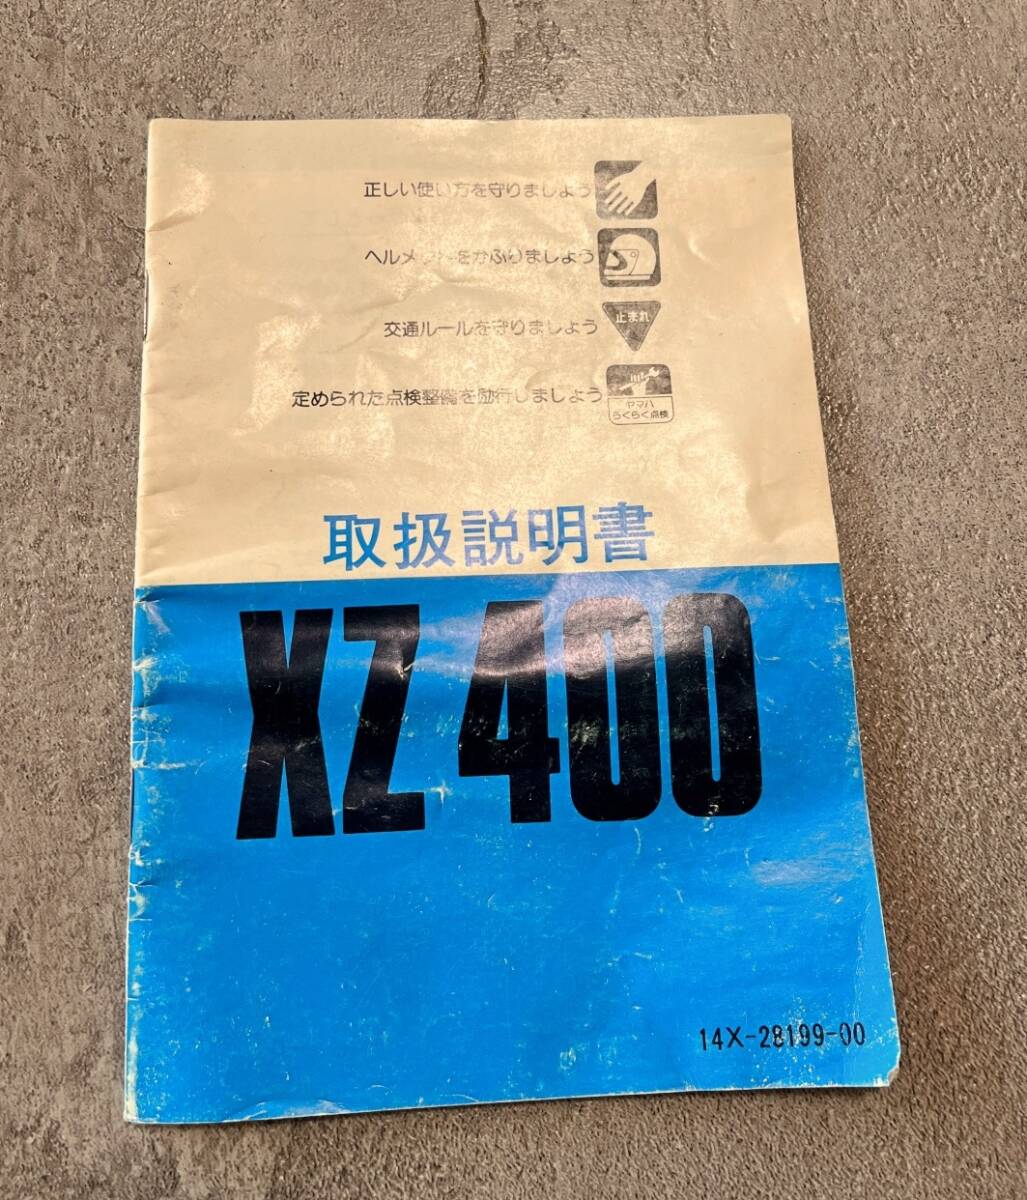 正しい使い方を守りましょう
ヘルメットをかぶりましょう
交通ルールを守りましょう
止まれ
定められた点検整備を励行しましょう
ヤマハ
らくらく点検
取扱説明書
XZ 400
14X-28199-00